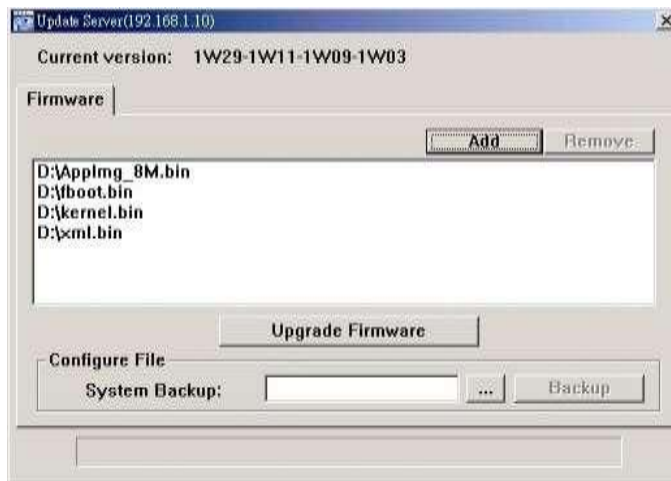 Update Server(192.168.1.10)
Current version: 1W29-1W11-1W09-1W03
Firmware
Add Remove
D:\AppImg_8M.bin
D:\fboot.bin
D:\kernel.bin
D:\xml.bin
Upgrade Firmware
Configure File
System Backup: ... Backup